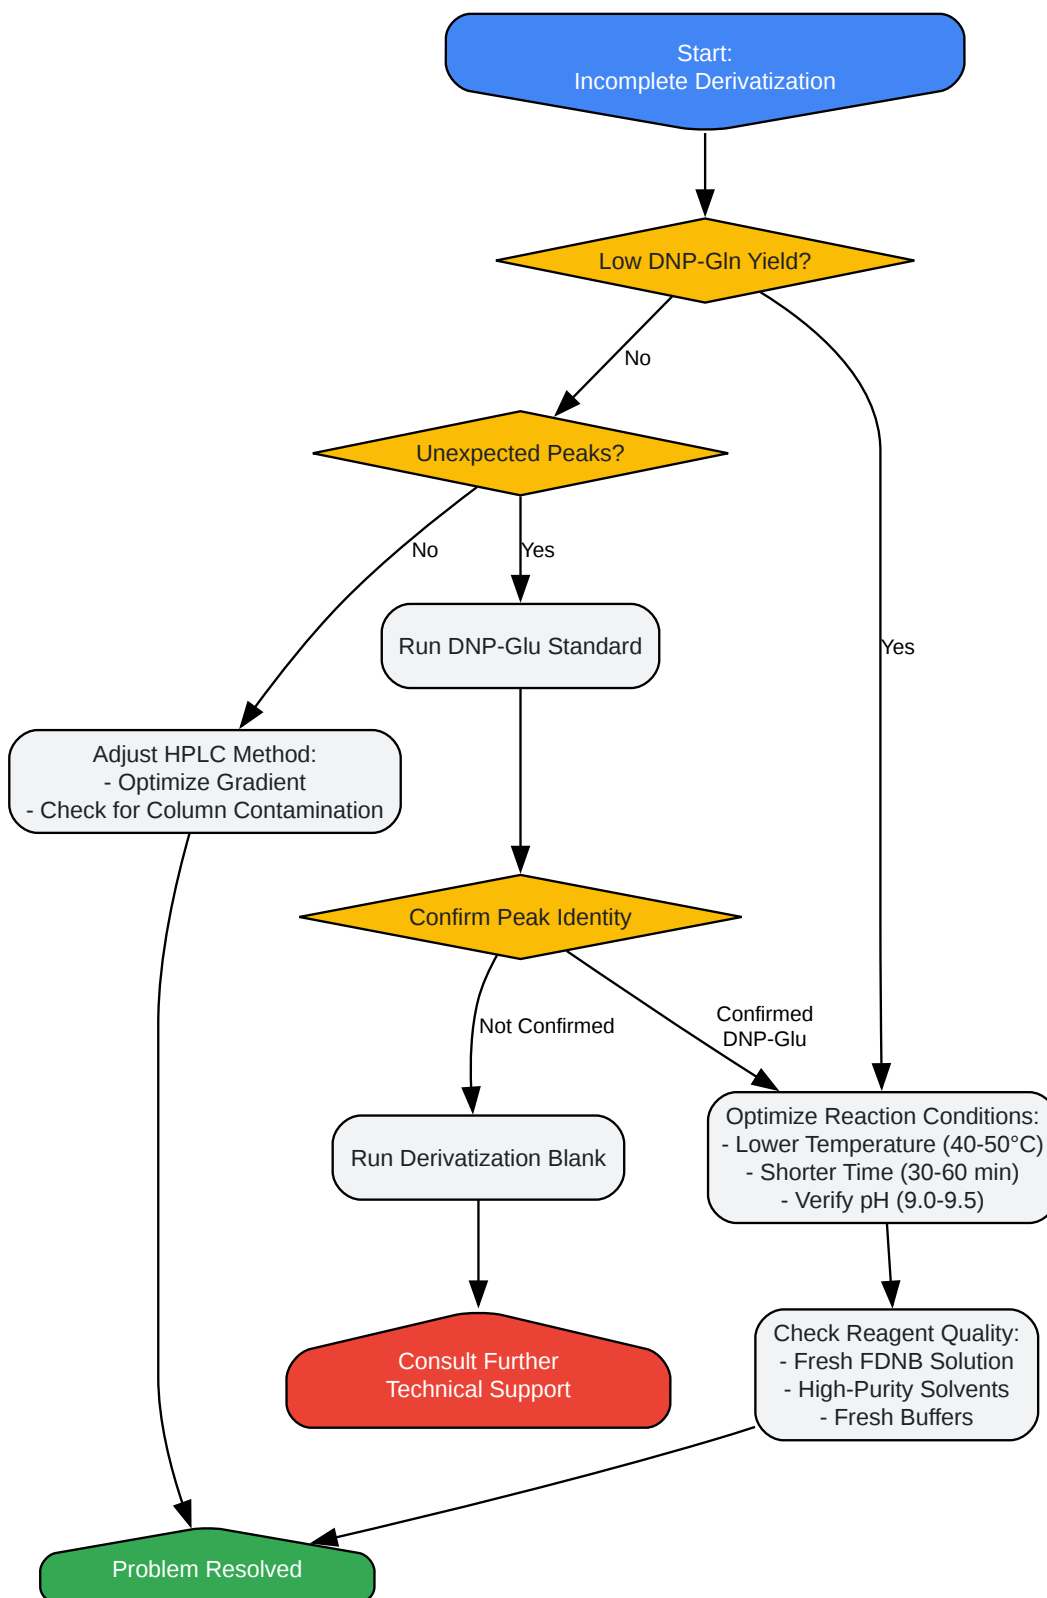 Start:
Incomplete Derivatization
Low DNP-Gln Yield?
No
Unexpected Peaks?
No
Yes
Run DNP-Glu Standard
Yes
Adjust HPLC Method:
- Optimize Gradient
- Check for Column Contamination
Confirm Peak Identity
Not Confirmed
Confirmed
DNP-Glu
Run Derivatization Blank
Optimize Reaction Conditions:
- Lower Temperature (40-50°C)
- Shorter Time (30-60 min)
- Verify pH (9.0-9.5)
Consult Further
Technical Support
Check Reagent Quality:
- Fresh FDNB Solution
- High-Purity Solvents
- Fresh Buffers
Problem Resolved